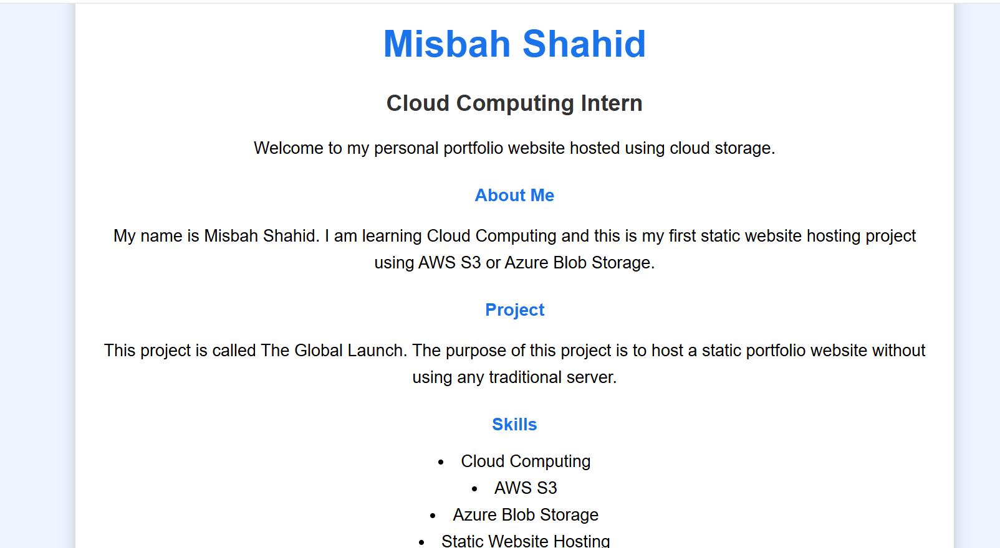 Misbah Shahid
Cloud Computing Intern
Welcome to my personal portfolio website hosted using cloud storage.
About Me
My name is Misbah Shahid. I am learning Cloud Computing and this is my first static website hosting project
using AWS S3 or Azure Blob Storage.
Project
This project is called The Global Launch. The purpose of this project is to host a static portfolio website without
using any traditional server.
Skills
• Cloud Computing
• AWS S3
• Azure Blob Storage
• Static Website Hosting